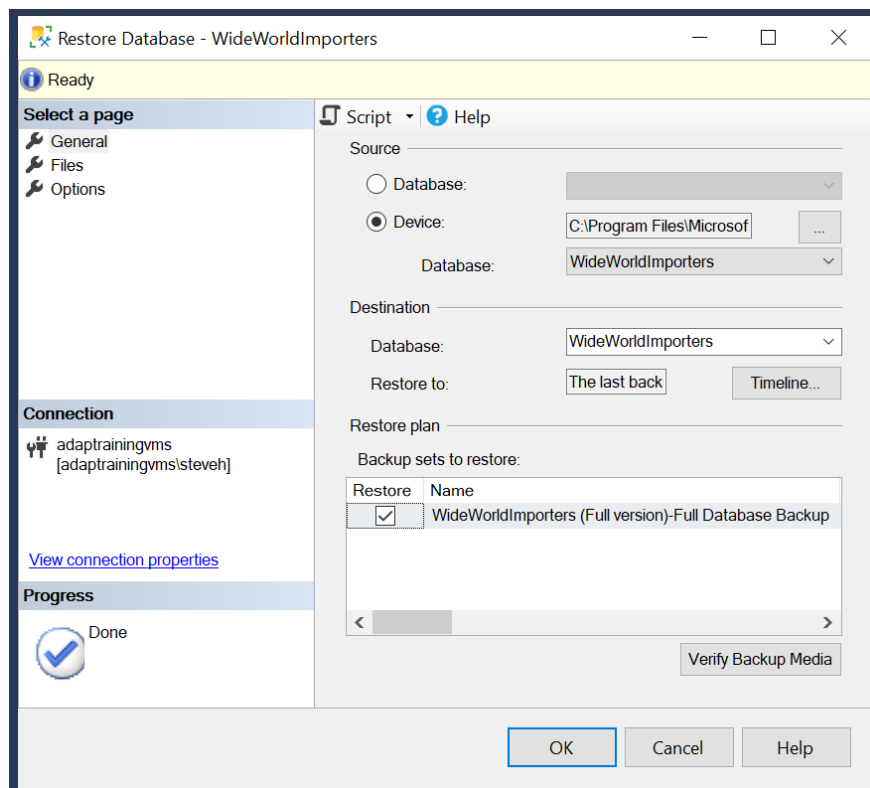 Restore Database - WideWorldImporters
Ready
Select a page
General
Files
Options
Script
Help
Source
Database:
Device:
C:\Program Files\Microsof
...
Database:
WideWorldImporters
Destination
Database:
WideWorldImporters
Restore to:
The last back
Timeline...
Restore plan
Backup sets to restore:
Restore Name
WideWorldImporters (Full version)-Full Database Backup
Verify Backup Media
Connection
adaptrainingvms
[adaptrainingvms\steveh]
View connection properties
Progress
Done
OK
Cancel
Help